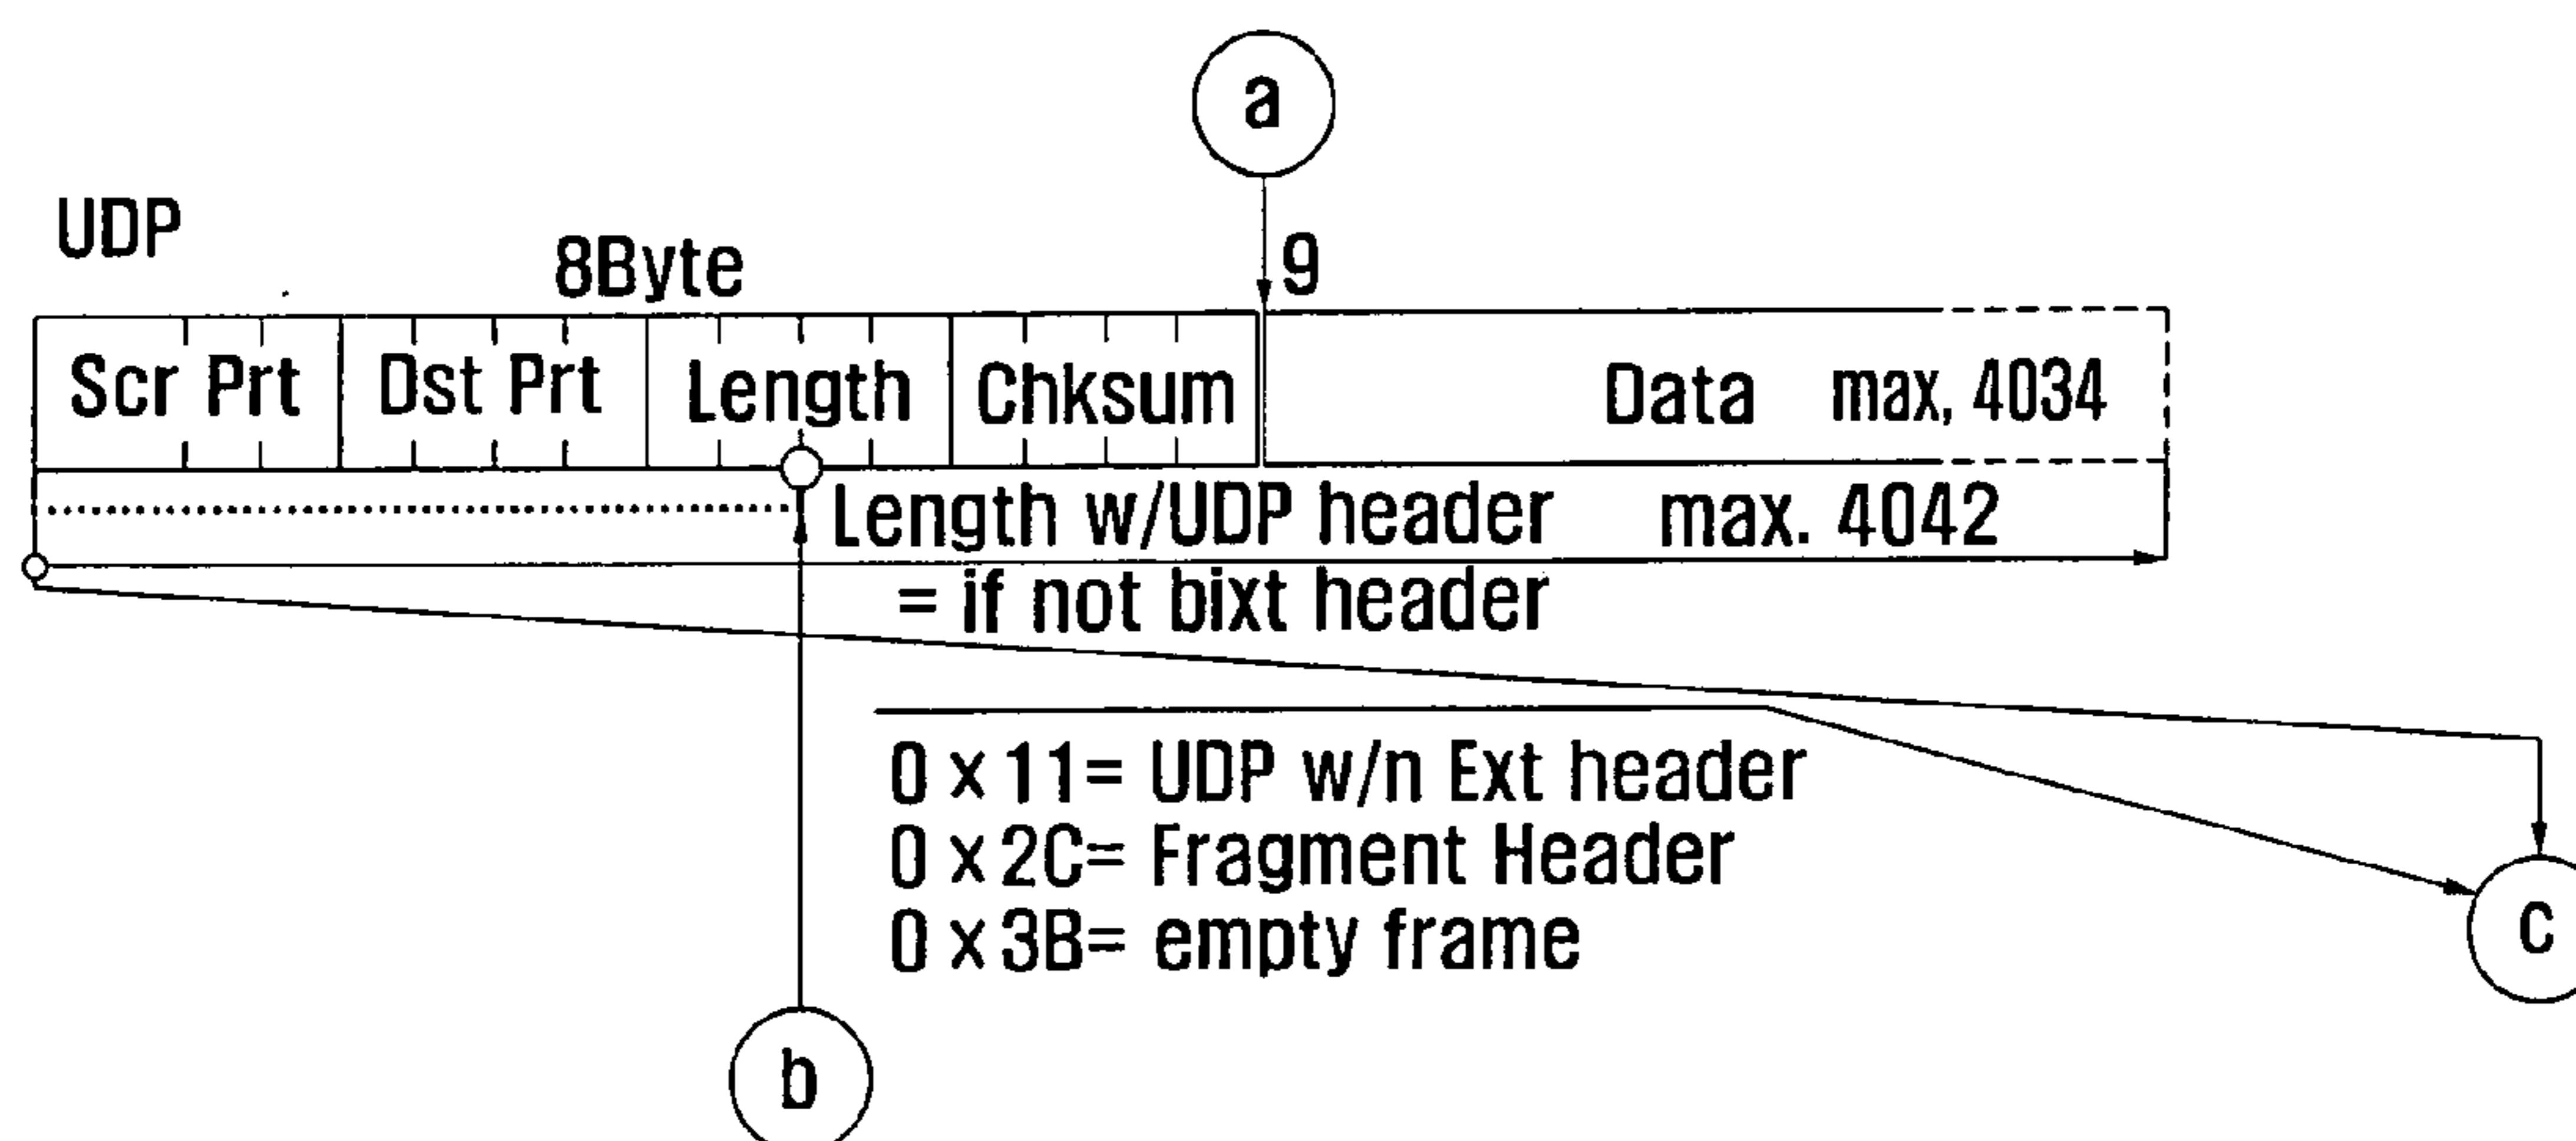 a
UDP
8Byte
9
Scr Prt Dst Prt Length Chksum Data max, 4034
Length w/UDP header max. 4042
= if not bixt header
0×11= UDP w/n Ext header
0×2C= Fragment Header
0×3B= empty frame
c
b